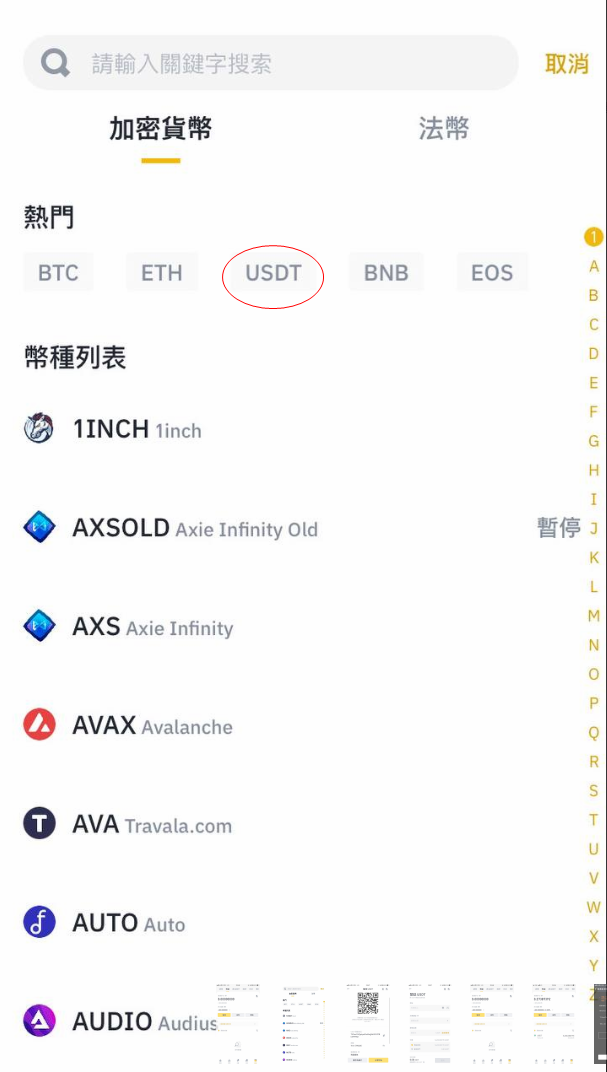 請輸入關鍵字搜索 取消
加密貨幣 法幣
熱門
BTC ETH USDT BNB EOS
幣種列表
1INCH 1inch
AXSOLD Axie Infinity Old 暫停
AXS Axie Infinity
AVAX Avalanche
AVA Travala.com
AUTO Auto
AUDIO Audius
1
A
B
C
D
E
F
G
H
I
J
K
L
M
N
O
P
Q
R
S
T
U
V
W
X
Y
Z